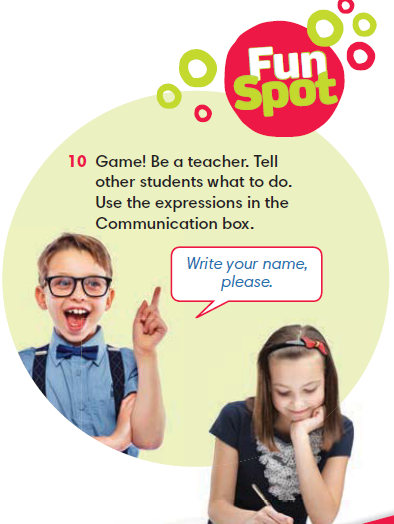 Fun
Spot
10 Game! Be a teacher. Tell
other students what to do.
Use the expressions in the
Communication box.
Write your name,
please.